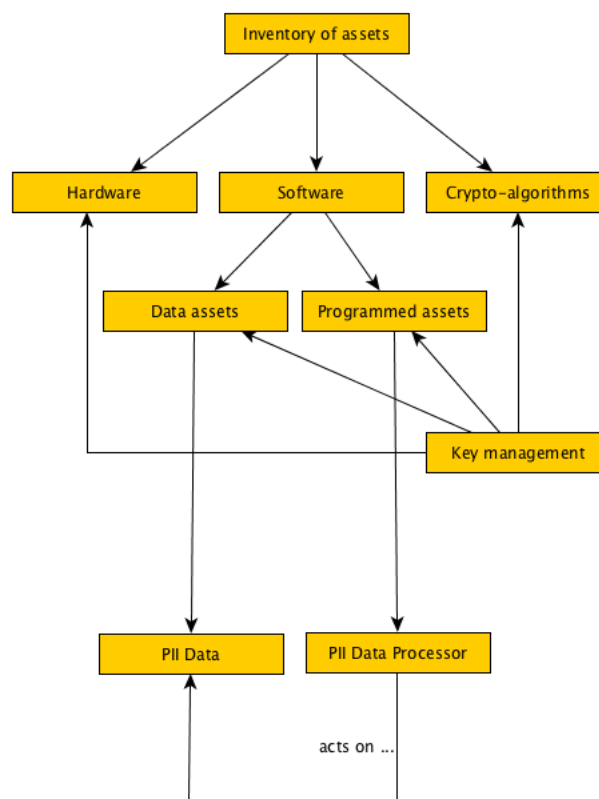 Inventory of assets
Hardware
Software
Crypto-algorithms
Data assets
Programmed assets
Key management
PII Data
PII Data Processor
acts on ...